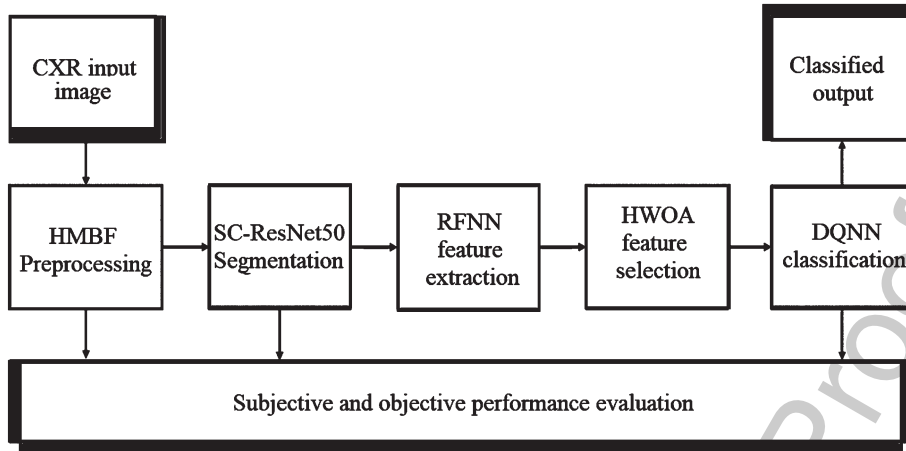 CXR input
image
Classified
output
HMBF
Preprocessing
SC-ResNet50
Segmentation
RFNN
feature
extraction
HWOA
feature
selection
DQNN
classification
Subjective and objective performance evaluation